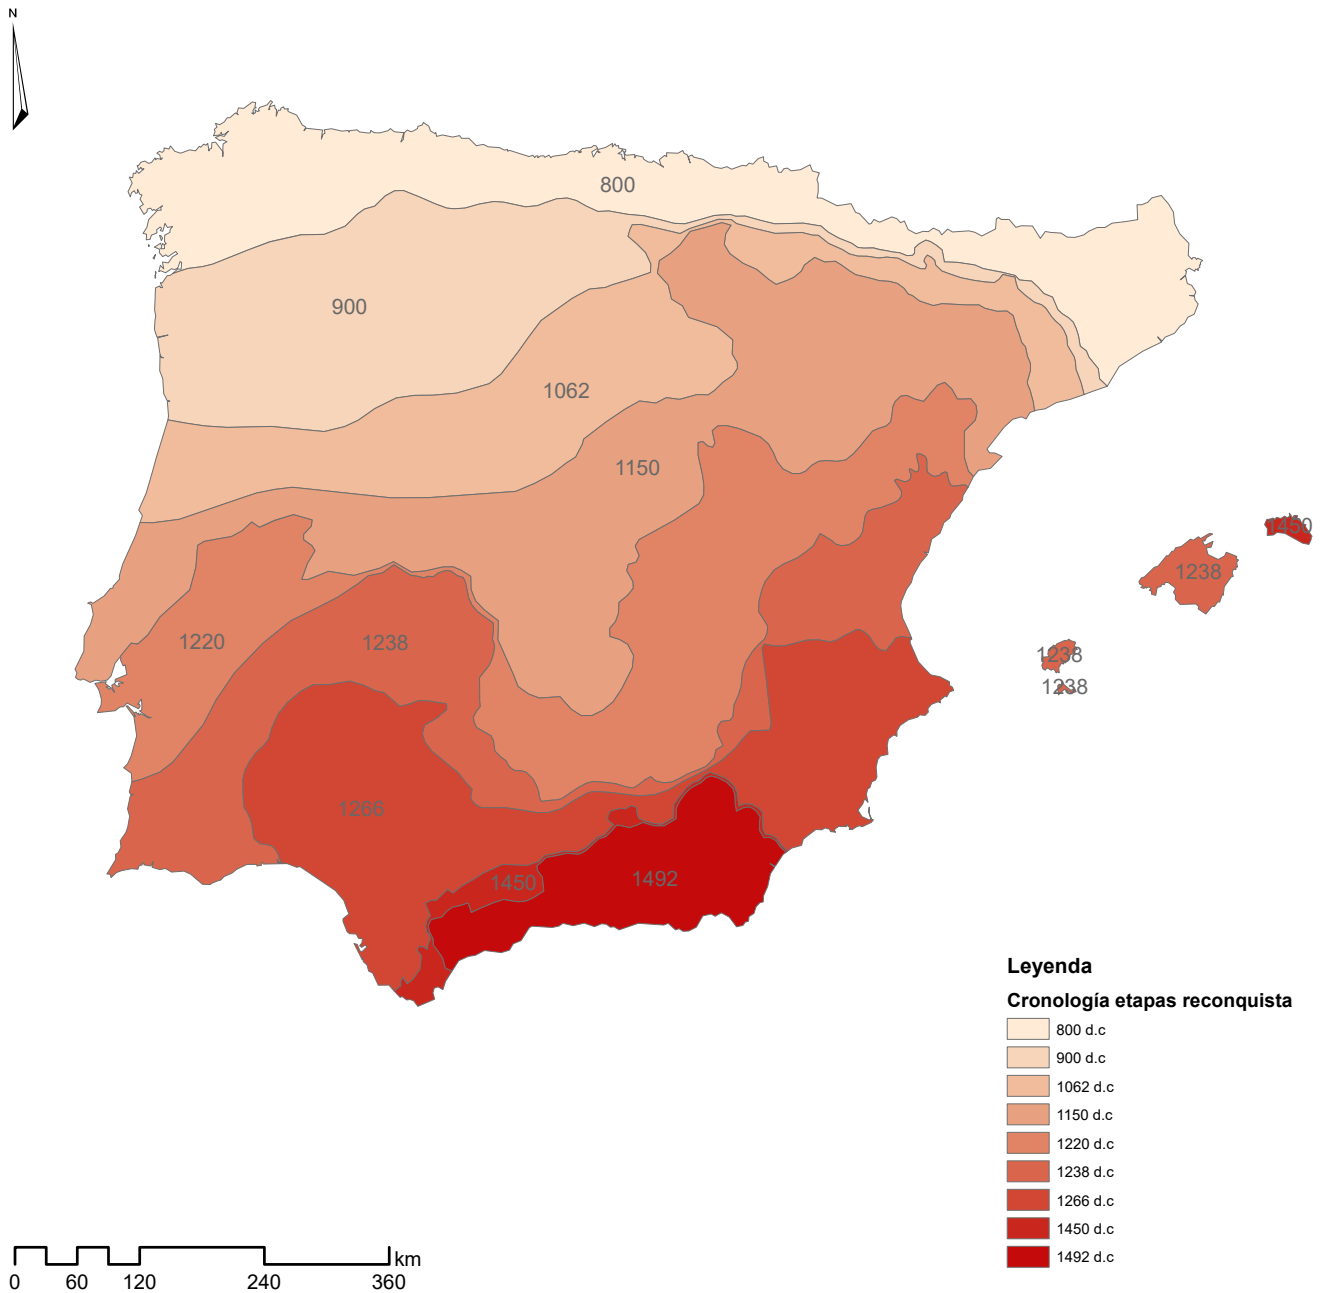 N
800
900
1062
1150
1450
1238
1220
1238
1238
1238
1266
1450
1492
Leyenda
Cronología etapas reconquista
800 d.c
900 d.c
1062 d.c
1150 d.c
1220 d.c
1238 d.c
1266 d.c
1450 d.c
1492 d.c
km
0 60 120 240 360